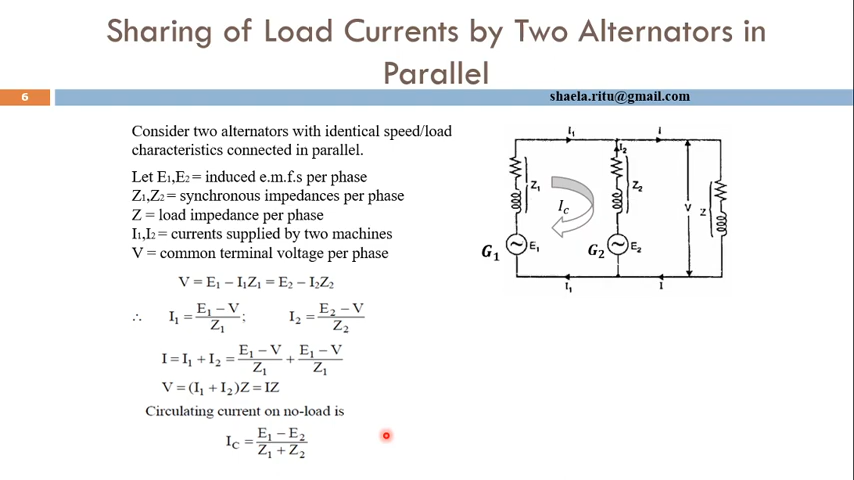 Sharing of Load Currents by Two Alternators in
Parallel
6
shaela.ritu@gmail.com
Consider two alternators with identical speed/load
characteristics connected in parallel.
Let E₁,E₂ = induced e.m.f.s per phase
Z₁,Z₂ = synchronous impedances per phase
Z = load impedance per phase
I₁,I₂= currents supplied by two machines
V = common terminal voltage per phase
V = E₁ − I₁Z₁ = E₂ − I₂Z₂
∴ I₁ = (E₁ − V)/Z₁; I₂ = (E₂ − V)/Z₂
I = I₁ + I₂ = (E₁ − V)/Z₁ + (E₁ − V)/Z₁
V = (I₁ + I₂)Z = IZ
Circulating current on no-load is
I_C = (E₁ − E₂)/(Z₁ + Z₂)
I₁
I
I₂
Z₁
Z₂
I_c
V
Z
G₁
E₁
G₂
E₂
I₁
I